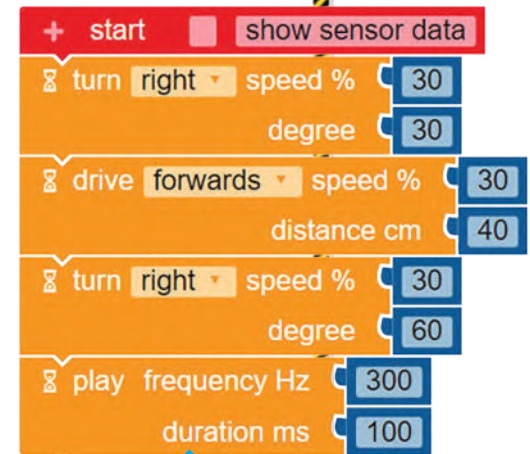 + start show sensor data
turn right speed % 30
degree 30
drive forwards speed % 30
distance cm 40
turn right speed % 30
degree 60
play frequency Hz 300
duration ms 100